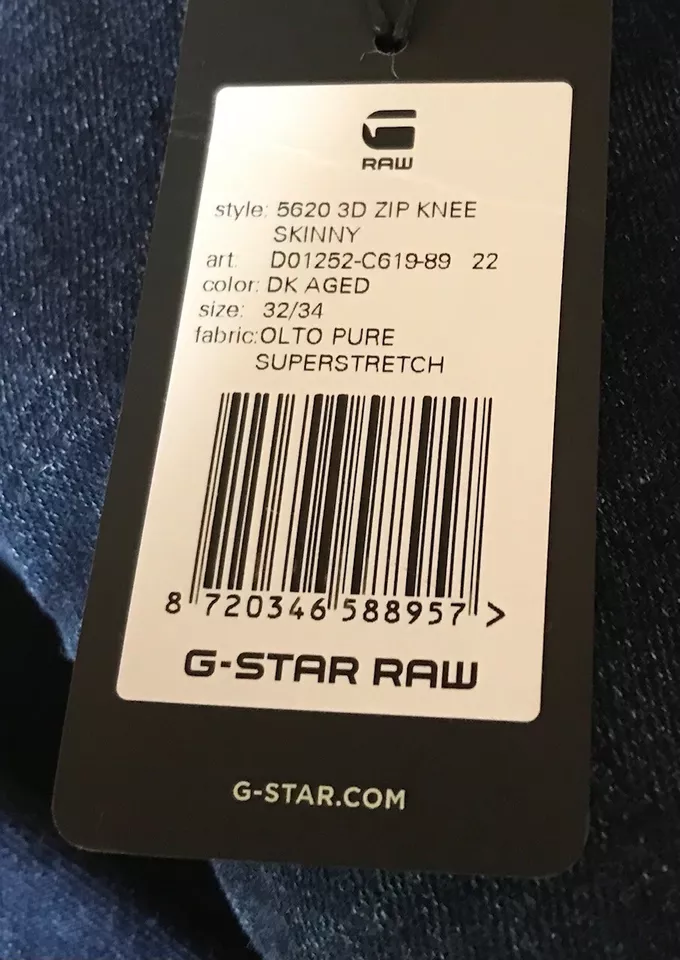 RAW
style: 5620 3D ZIP KNEE
SKINNY
art. D01252-C619-89 22
color: DK AGED
size: 32/34
fabric:OLTO PURE
SUPERSTRETCH
8 720346 588957 >
G-STAR RAW
G-STAR.COM